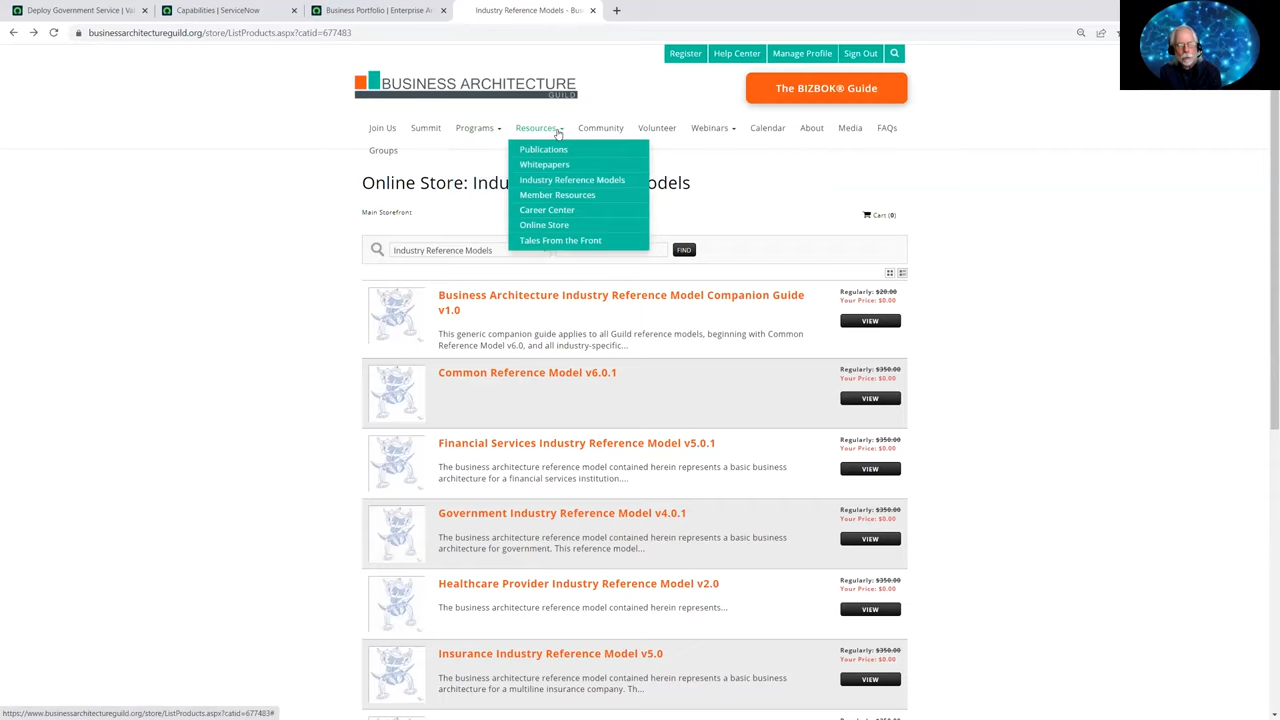 Deploy Government Service | Val
Capabilities | ServiceNow
Business Portfolio | Enterprise Ar
Industry Reference Models - Bus
businessarchitectureguild.org/store/ListProducts.aspx?catid=677483
Register
Help Center
Manage Profile
Sign Out
BUSINESS ARCHITECTURE
GUILD
The BIZBOK® Guide
Join Us
Summit
Programs
Resources
Community
Volunteer
Webinars
Calendar
About
Media
FAQs
Groups
Publications
Whitepapers
Industry Reference Models
Member Resources
Career Center
Online Store
Tales From the Front
Online Store: Indu
odels
Main Storefront
Cart (0)
Industry Reference Models
FIND
Business Architecture Industry Reference Model Companion Guide
v1.0
This generic companion guide applies to all Guild reference models, beginning with Common
Reference Model v6.0, and all industry-specific...
Regularly: $20.00
Your Price: $0.00
VIEW
Common Reference Model v6.0.1
Regularly: $350.00
Your Price: $0.00
VIEW
Financial Services Industry Reference Model v5.0.1
The business architecture reference model contained herein represents a basic business
architecture for a financial services institution....
Regularly: $350.00
Your Price: $0.00
VIEW
Government Industry Reference Model v4.0.1
The business architecture reference model contained herein represents a basic business
architecture for government. This reference model...
Regularly: $350.00
Your Price: $0.00
VIEW
Healthcare Provider Industry Reference Model v2.0
The business architecture reference model contained herein represents...
Regularly: $350.00
Your Price: $0.00
VIEW
Insurance Industry Reference Model v5.0
The business architecture reference model contained herein represents a basic business
architecture for a multiline insurance company. Th...
Regularly: $350.00
Your Price: $0.00
VIEW
https://www.businessarchitectureguild.org/store/ListProducts.aspx?catid=677483#